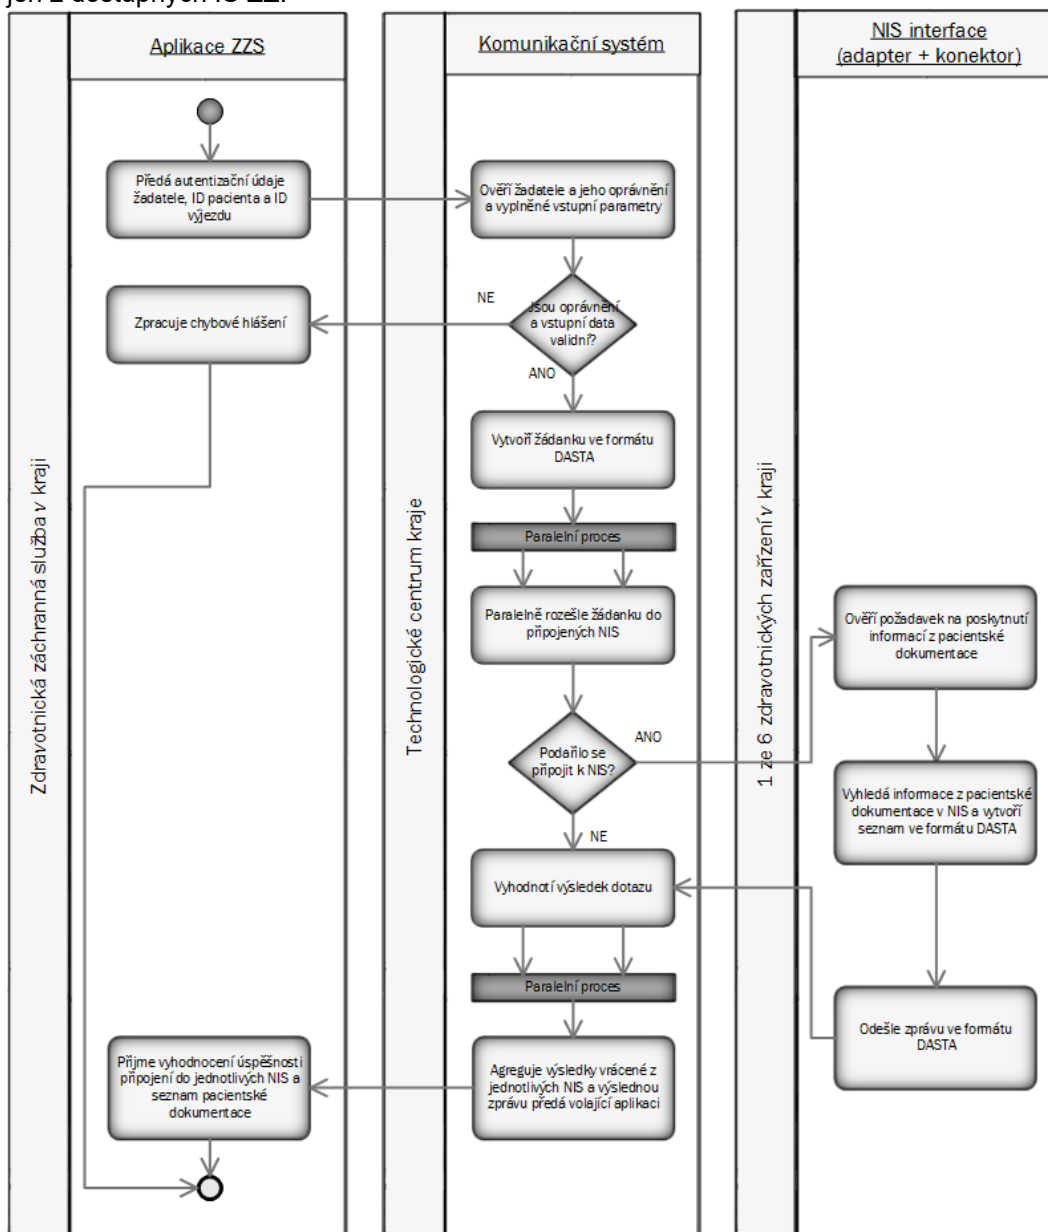 jen z dostupných IS ZZ.
Aplikace ZZS
Komunikační systém
NIS interface
(adapter + konektor)
Zdravotnická záchranná služba v kraji
Technologické centrum kraje
1 ze 6 zdravotnických zařízení v kraji
Předá autentizační údaje
žadatele, ID pacienta a ID
výjezdu
Ověří žadatele a jeho oprávnění
a vyplněné vstupní parametry
Jsou oprávnění
a vstupní data
validní?
NE
Zpracuje chybové hlášení
ANO
Vytvoří žádanku ve formátu
DASTA
Paralelní proces
Paralelně rozešle žádanku do
připojených NIS
Podařilo se
připojit k NIS?
ANO
Ověří požadavek na poskytnutí
informací z pacientské
dokumentace
Vyhledá informace z pacientské
dokumentace v NIS a vytvoří
seznam ve formátu DASTA
NE
Vyhodnotí výsledek dotazu
Odešle zprávu ve formátu
DASTA
Paralelní proces
Agreguje výsledky vrácené z
jednotlivých NIS a výslednou
zprávu předá volající aplikaci
Přijme vyhodnocení úspěšnosti
připojení do jednotlivých NIS a
seznam pacientské
dokumentace